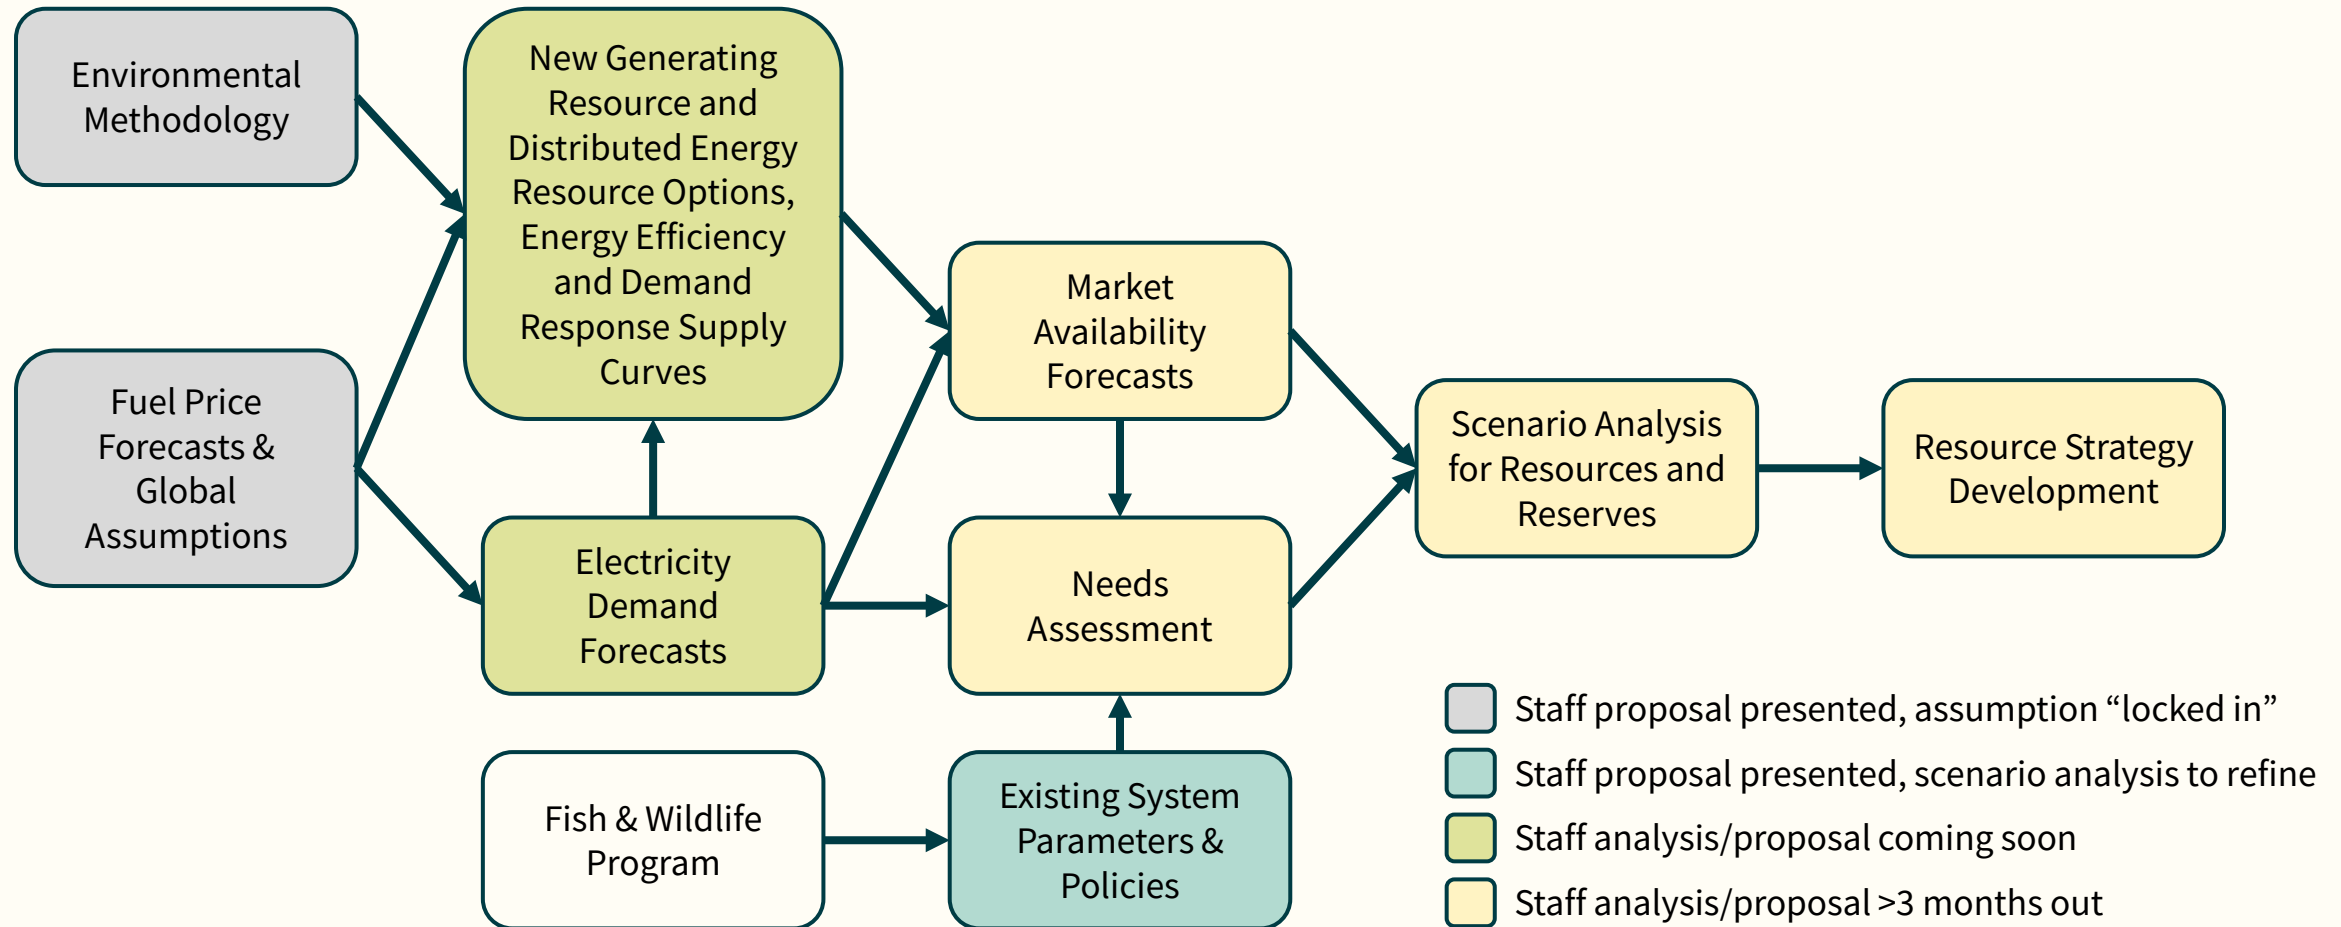 Environmental
Methodology
New Generating
Resource and
Distributed Energy
Resource Options,
Energy Efficiency
and Demand
Response Supply
Curves
Fuel Price
Forecasts &
Global
Assumptions
Electricity
Demand
Forecasts
Market
Availability
Forecasts
Needs
Assessment
Scenario Analysis
for Resources and
Reserves
Resource Strategy
Development
Fish & Wildlife
Program
Existing System
Parameters &
Policies
Staff proposal presented, assumption “locked in”
Staff proposal presented, scenario analysis to refine
Staff analysis/proposal coming soon
Staff analysis/proposal >3 months out